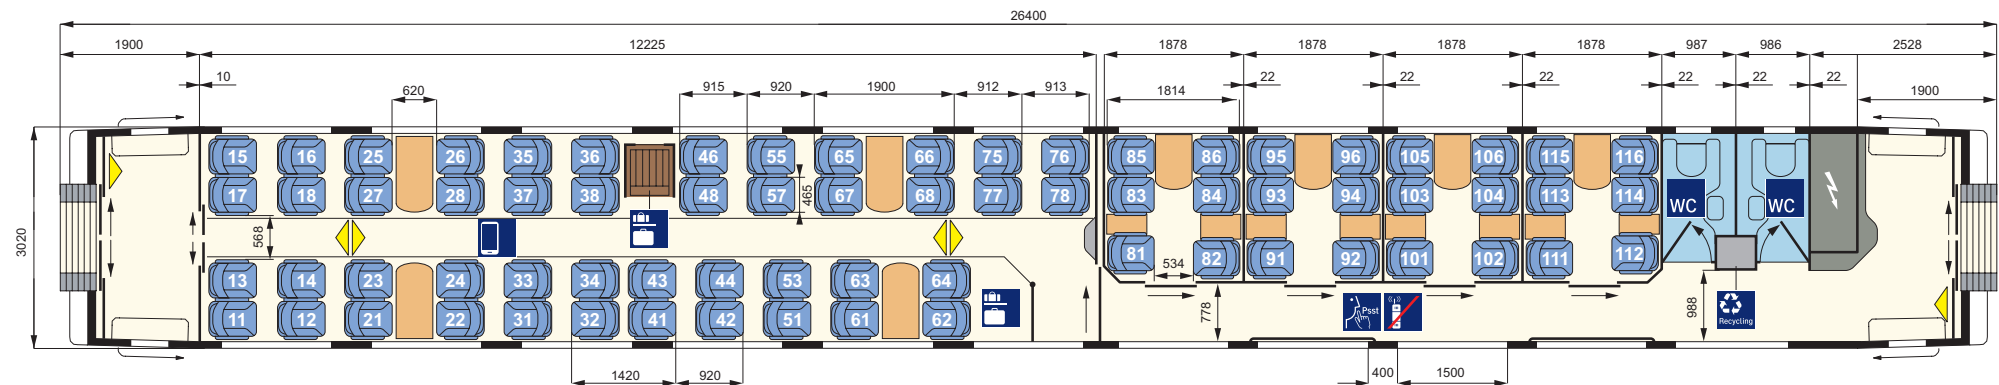 26400
1900 12225 1878 1878 1878 1878 987 986 2528
10 620 915 920 1900 912 913 1814 22 22 22 22 22 22 1900
15 16 25 26 35 36 46 55 65 66 75 76 85 86 95 96 105 106 115 116
17 18 27 28 37 38 48 57 465 67 68 77 78 83 84 93 94 103 104 113 114
WC WC
3020 568
81 82 91 92 101 102 111 112
13 14 23 24 33 34 43 44 53 63 64 534
11 12 21 22 31 32 41 42 51 61 62 778 Psst 988
Recycling
1420 920 400 1500